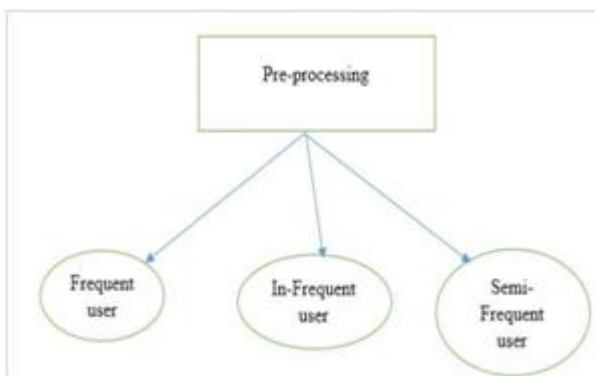 Pre-processing
Frequent
user
In-Frequent
user
Semi-
Frequent
user